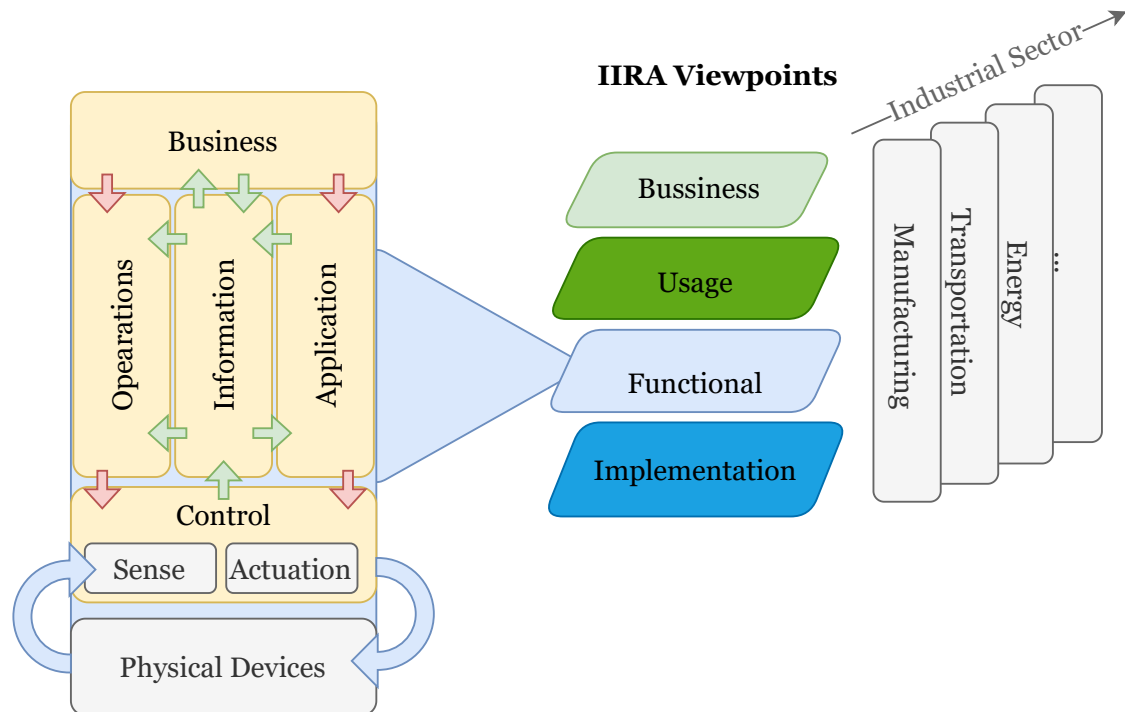 IIRA Viewpoints
Industrial Sector
Business
Opearations
Information
Application
Control
Sense
Actuation
Physical Devices
Bussiness
Usage
Functional
Implementation
Manufacturing
Transportation
Energy
...